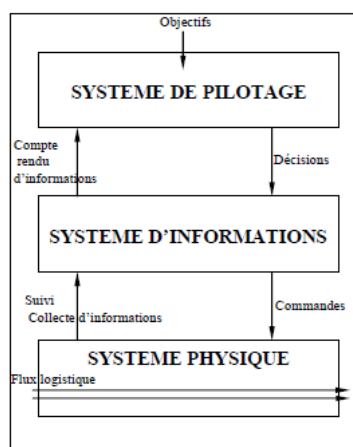 Objectifs
SYSTEME DE PILOTAGE
Compte
rendu
d'informations
Décisions
SYSTEME D'INFORMATIONS
Suivi
Collecte d'informations
Commandes
SYSTEME PHYSIQUE
Flux logistique